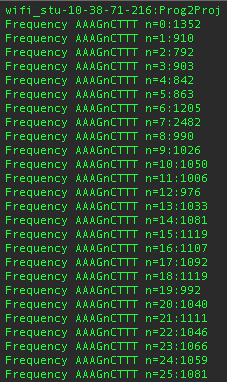 wifi_stu-10-38-71-216:Prog2Proj
Frequency AAAGnCTTT n=0:1352
Frequency AAAGnCTTT n=1:910
Frequency AAAGnCTTT n=2:792
Frequency AAAGnCTTT n=3:903
Frequency AAAGnCTTT n=4:842
Frequency AAAGnCTTT n=5:863
Frequency AAAGnCTTT n=6:1205
Frequency AAAGnCTTT n=7:2482
Frequency AAAGnCTTT n=8:990
Frequency AAAGnCTTT n=9:1026
Frequency AAAGnCTTT n=10:1050
Frequency AAAGnCTTT n=11:1006
Frequency AAAGnCTTT n=12:976
Frequency AAAGnCTTT n=13:1033
Frequency AAAGnCTTT n=14:1081
Frequency AAAGnCTTT n=15:1119
Frequency AAAGnCTTT n=16:1107
Frequency AAAGnCTTT n=17:1092
Frequency AAAGnCTTT n=18:1119
Frequency AAAGnCTTT n=19:992
Frequency AAAGnCTTT n=20:1040
Frequency AAAGnCTTT n=21:1111
Frequency AAAGnCTTT n=22:1046
Frequency AAAGnCTTT n=23:1066
Frequency AAAGnCTTT n=24:1059
Frequency AAAGnCTTT n=25:1081